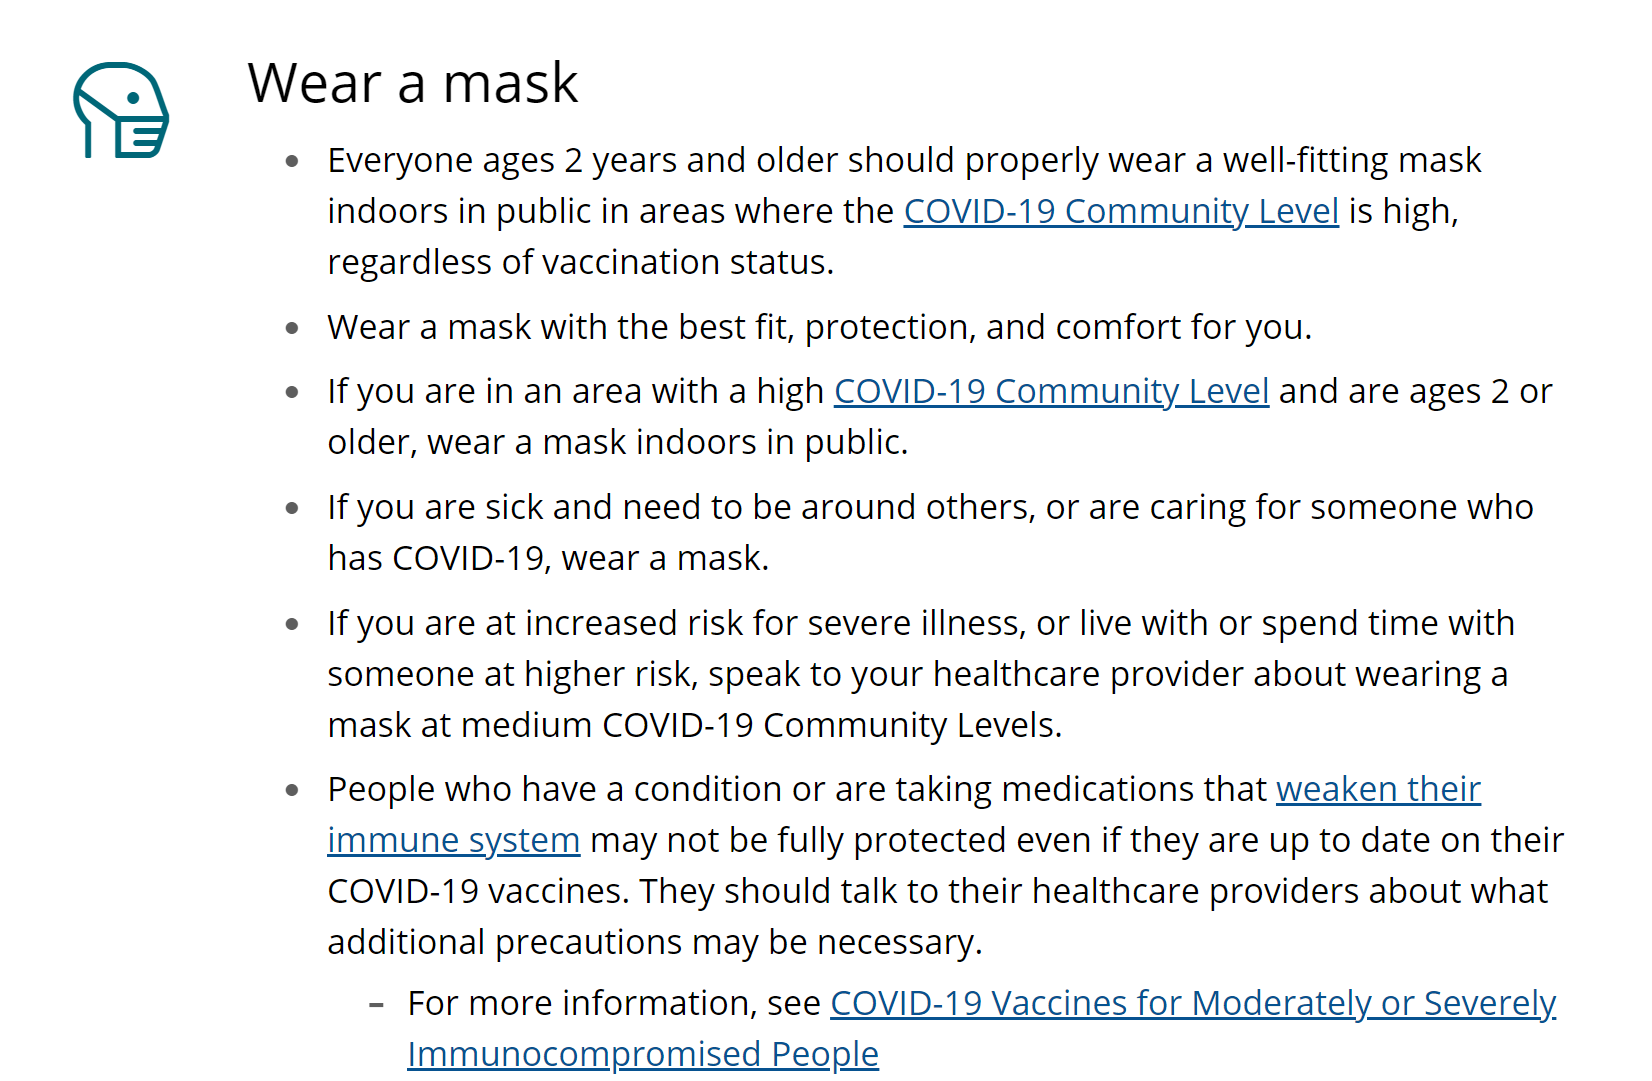 Wear a mask
• Everyone ages 2 years and older should properly wear a well-fitting mask
indoors in public in areas where the COVID-19 Community Level is high,
regardless of vaccination status.
• Wear a mask with the best fit, protection, and comfort for you.
• If you are in an area with a high COVID-19 Community Level and are ages 2 or
older, wear a mask indoors in public.
• If you are sick and need to be around others, or are caring for someone who
has COVID-19, wear a mask.
• If you are at increased risk for severe illness, or live with or spend time with
someone at higher risk, speak to your healthcare provider about wearing a
mask at medium COVID-19 Community Levels.
• People who have a condition or are taking medications that weaken their
immune system may not be fully protected even if they are up to date on their
COVID-19 vaccines. They should talk to their healthcare providers about what
additional precautions may be necessary.
– For more information, see COVID-19 Vaccines for Moderately or Severely
Immunocompromised People